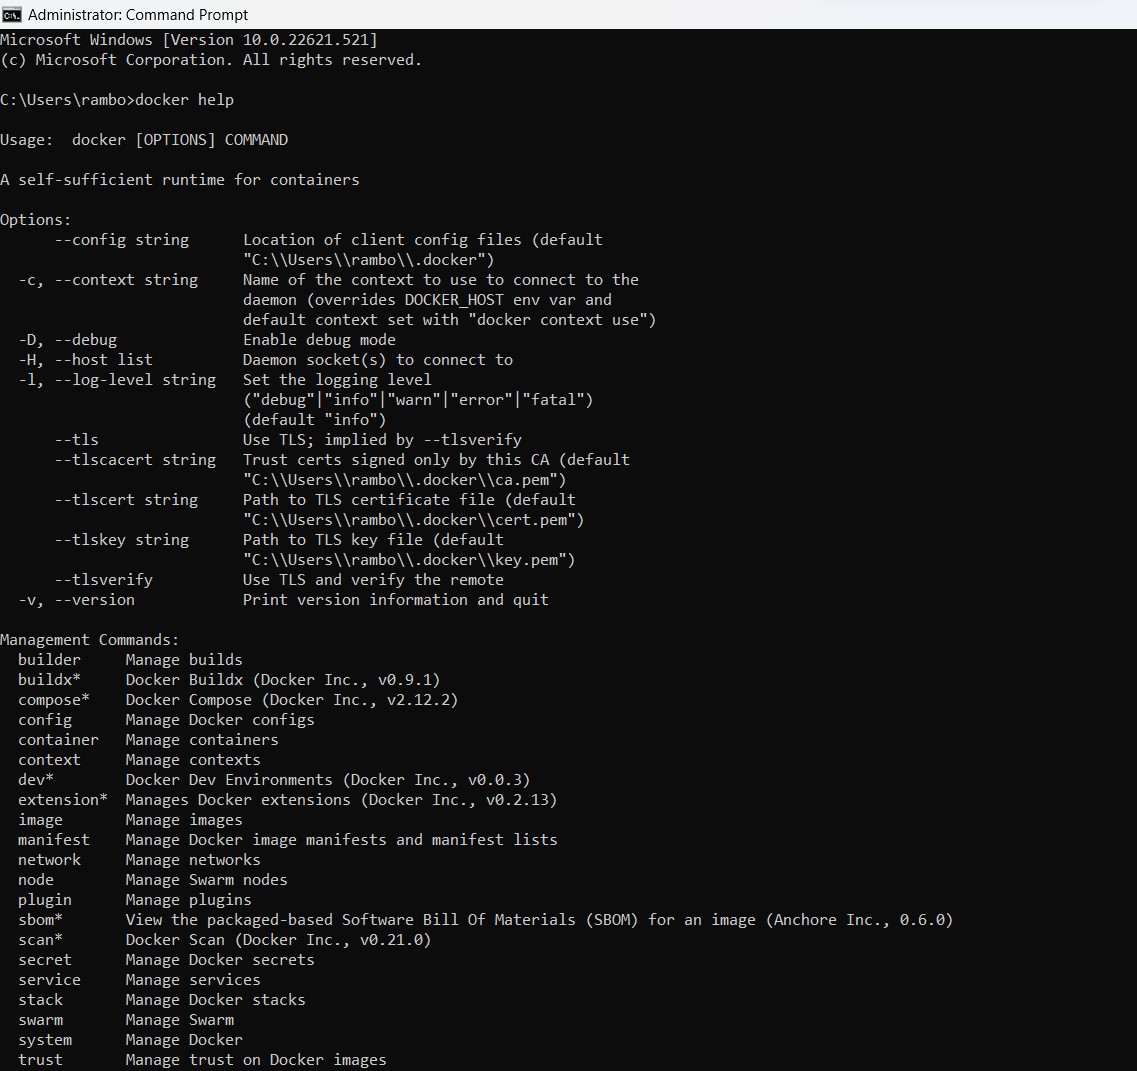 Administrator: Command Prompt
Microsoft Windows [Version 10.0.22621.521]
(c) Microsoft Corporation. All rights reserved.
C:\Users\rambo>docker help
Usage:  docker [OPTIONS] COMMAND
A self-sufficient runtime for containers
Options:
      --config string      Location of client config files (default
                           "C:\\Users\\rambo\\.docker")
  -c, --context string     Name of the context to use to connect to the
                           daemon (overrides DOCKER_HOST env var and
                           default context set with "docker context use")
  -D, --debug              Enable debug mode
  -H, --host list          Daemon socket(s) to connect to
  -l, --log-level string   Set the logging level
                           ("debug"|"info"|"warn"|"error"|"fatal")
                           (default "info")
      --tls                Use TLS; implied by --tlsverify
      --tlscacert string   Trust certs signed only by this CA (default
                           "C:\\Users\\rambo\\.docker\\ca.pem")
      --tlscert string     Path to TLS certificate file (default
                           "C:\\Users\\rambo\\.docker\\cert.pem")
      --tlskey string      Path to TLS key file (default
                           "C:\\Users\\rambo\\.docker\\key.pem")
      --tlsverify          Use TLS and verify the remote
  -v, --version            Print version information and quit
Management Commands:
  builder     Manage builds
  buildx*     Docker Buildx (Docker Inc., v0.9.1)
  compose*    Docker Compose (Docker Inc., v2.12.2)
  config      Manage Docker configs
  container   Manage containers
  context     Manage contexts
  dev*        Docker Dev Environments (Docker Inc., v0.0.3)
  extension*  Manages Docker extensions (Docker Inc., v0.2.13)
  image       Manage images
  manifest    Manage Docker image manifests and manifest lists
  network     Manage networks
  node        Manage Swarm nodes
  plugin      Manage plugins
  sbom*       View the packaged-based Software Bill Of Materials (SBOM) for an image (Anchore Inc., 0.6.0)
  scan*       Docker Scan (Docker Inc., v0.21.0)
  secret      Manage Docker secrets
  service     Manage services
  stack       Manage Docker stacks
  swarm       Manage Swarm
  system      Manage Docker
  trust       Manage trust on Docker images